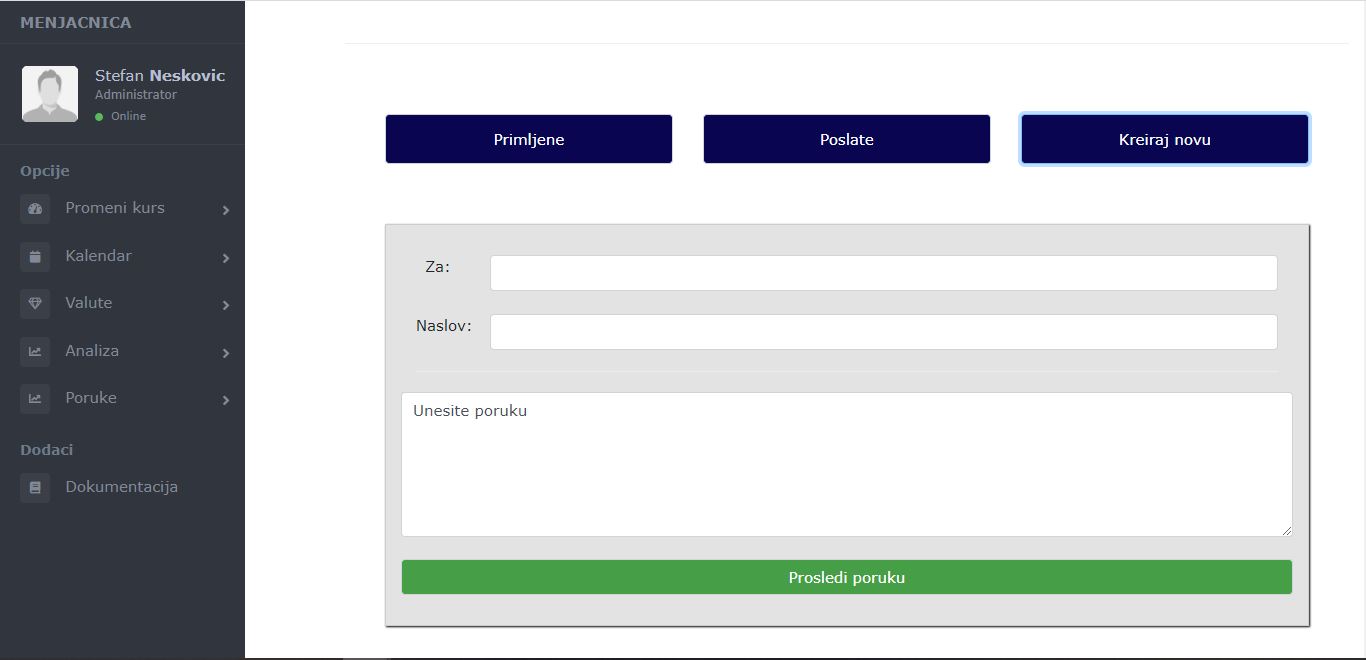 MENJACNICA
Stefan Neskovic
Administrator
Online
Opcije
Promeni kurs
Kalendar
Valute
Analiza
Poruke
Dodaci
Dokumentacija
Primljene
Poslate
Kreiraj novu
Za:
Naslov:
Unesite poruku
Prosledi poruku